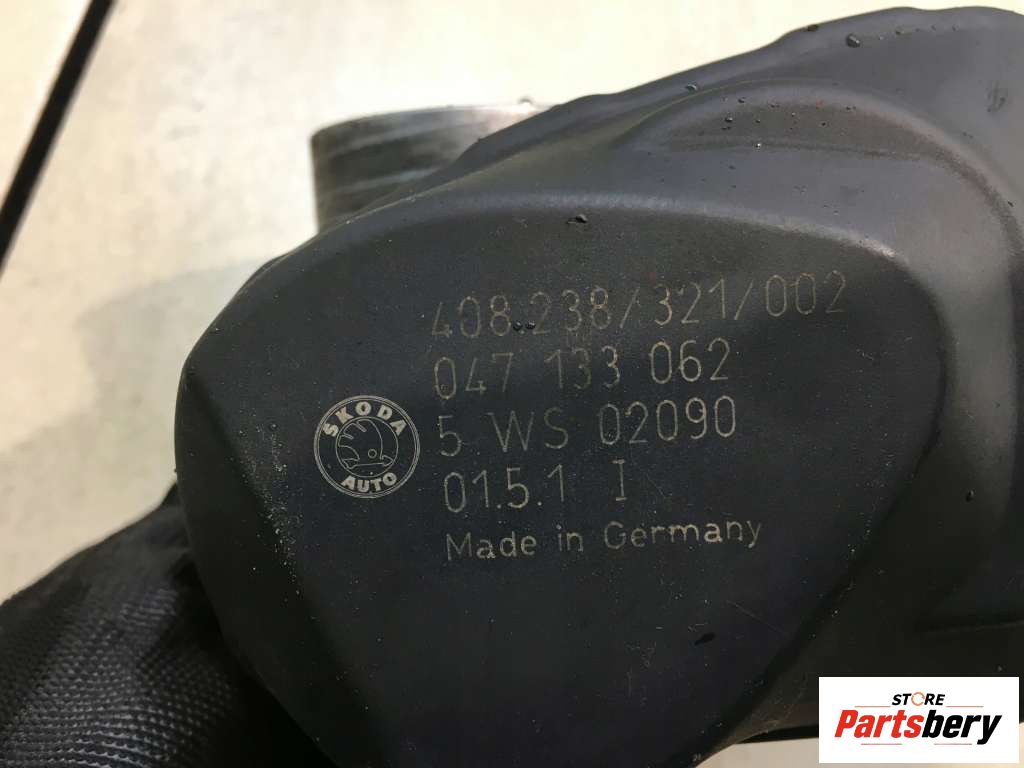 408.238/321/002
047 133 062
5 WS 02090
01.5.1 I
Made in Germany
ŠKODA
AUTO
STORE
Partsbery